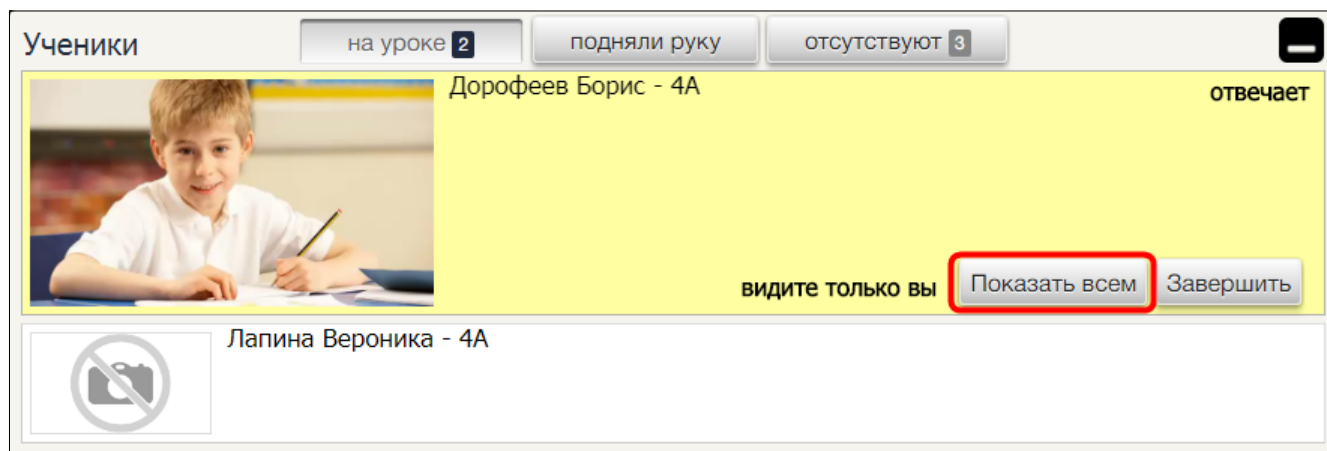 Ученики на уроке 2 подняли руку отсутствуют 3
Дорофеев Борис - 4А
отвечает
видите только вы Показать всем Завершить
Лапина Вероника - 4А